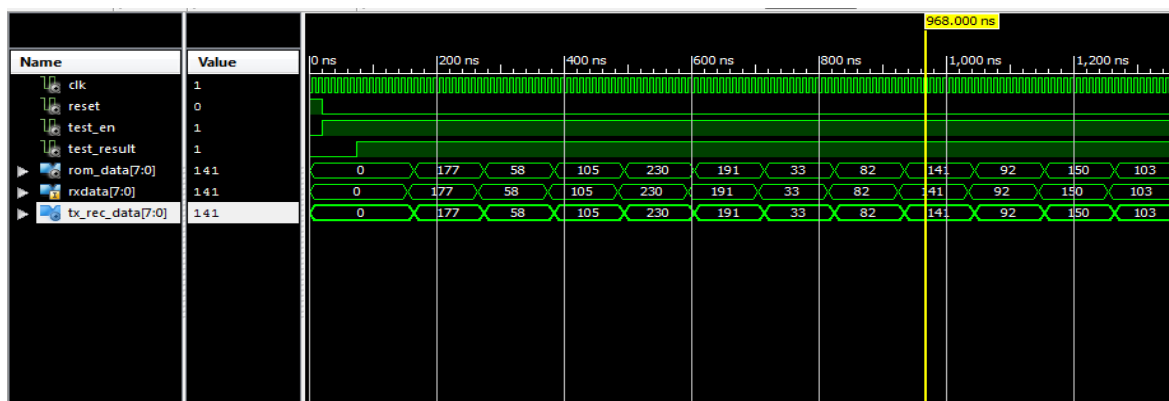 968.000 ns
Name Value 0 ns 200 ns 400 ns 600 ns 800 ns 1,000 ns 1,200 ns
clk 1
reset 0
test_en 1
test_result 1
rom_data[7:0] 141 0 177 58 105 230 191 33 82 141 92 150 103
rxdata[7:0] 141 0 177 58 105 230 191 33 82 141 92 150 103
tx_rec_data[7:0] 141 0 177 58 105 230 191 33 82 141 92 150 103